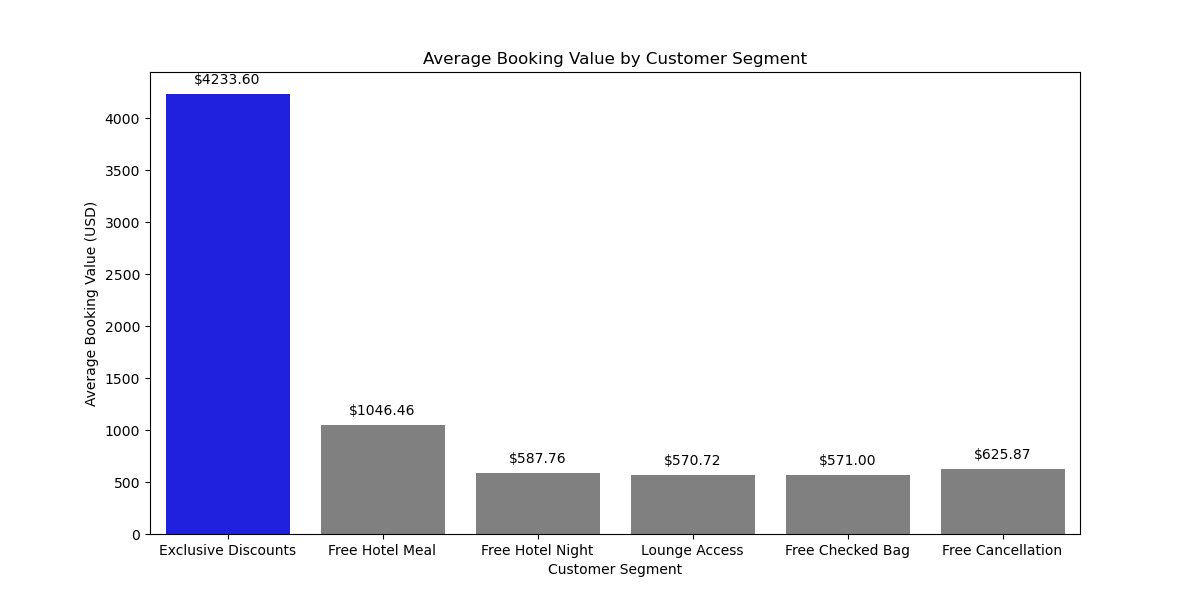 Average Booking Value by Customer Segment
$4233.60
4000
3500
3000
2500
2000
1500
1000
500
0
Average Booking Value (USD)
$1046.46
$587.76
$570.72
$571.00
$625.87
Exclusive Discounts
Free Hotel Meal
Free Hotel Night
Lounge Access
Free Checked Bag
Free Cancellation
Customer Segment